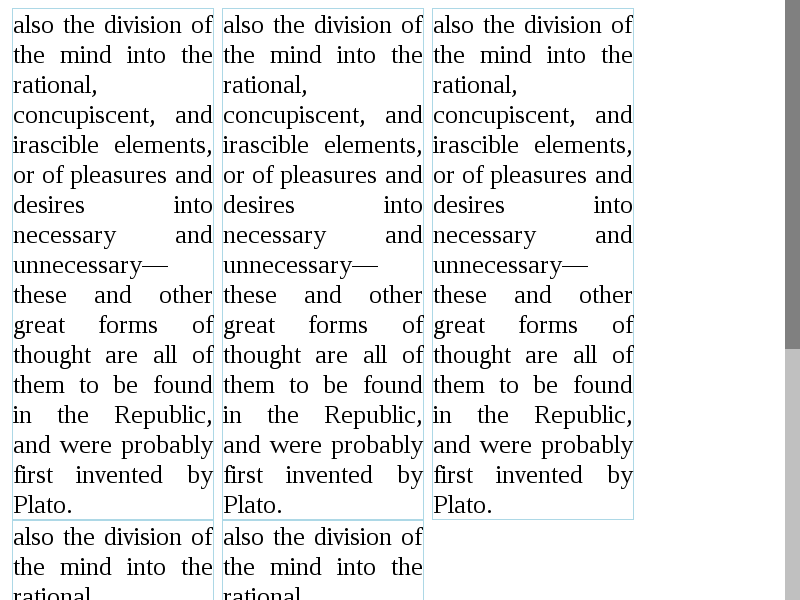 also the division of
the mind into the
rational,
concupiscent, and
irascible elements,
or of pleasures and
desires into
necessary and
unnecessary—
these and other
great forms of
thought are all of
them to be found
in the Republic,
and were probably
first invented by
Plato.
also the division of
the mind into the
rational,
concupiscent, and
irascible elements,
or of pleasures and
desires into
necessary and
unnecessary—
these and other
great forms of
thought are all of
them to be found
in the Republic,
and were probably
first invented by
Plato.
also the division of
the mind into the
rational,
concupiscent, and
irascible elements,
or of pleasures and
desires into
necessary and
unnecessary—
these and other
great forms of
thought are all of
them to be found
in the Republic,
and were probably
first invented by
Plato.
also the division of
the mind into the
rational,
also the division of
the mind into the
rational,